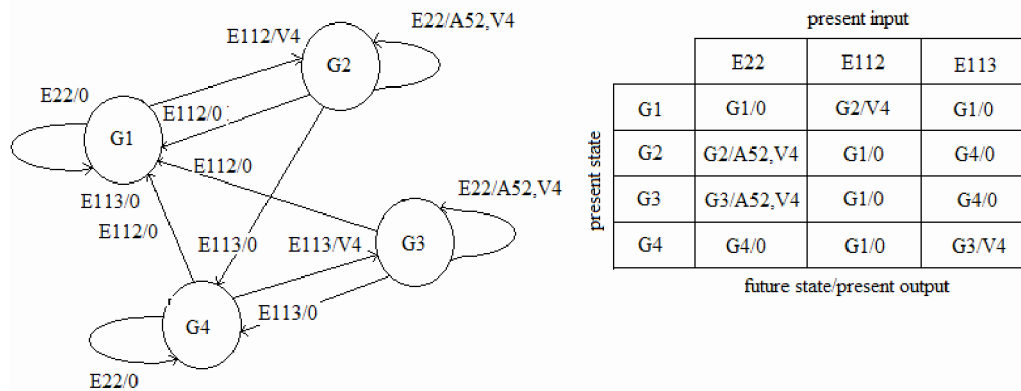 E22/A52,V4
E112/V4
G2
E22/0
E112/0
G1
E112/0
E22/A52,V4
E113/0
E112/0
E113/0
E113/V4
G3
G4
E113/0
E22/0
present input
E22 E112 E113
G1 G1/0 G2/V4 G1/0
G2 G2/A52,V4 G1/0 G4/0
G3 G3/A52,V4 G1/0 G4/0
G4 G4/0 G1/0 G3/V4
present state
future state/present output